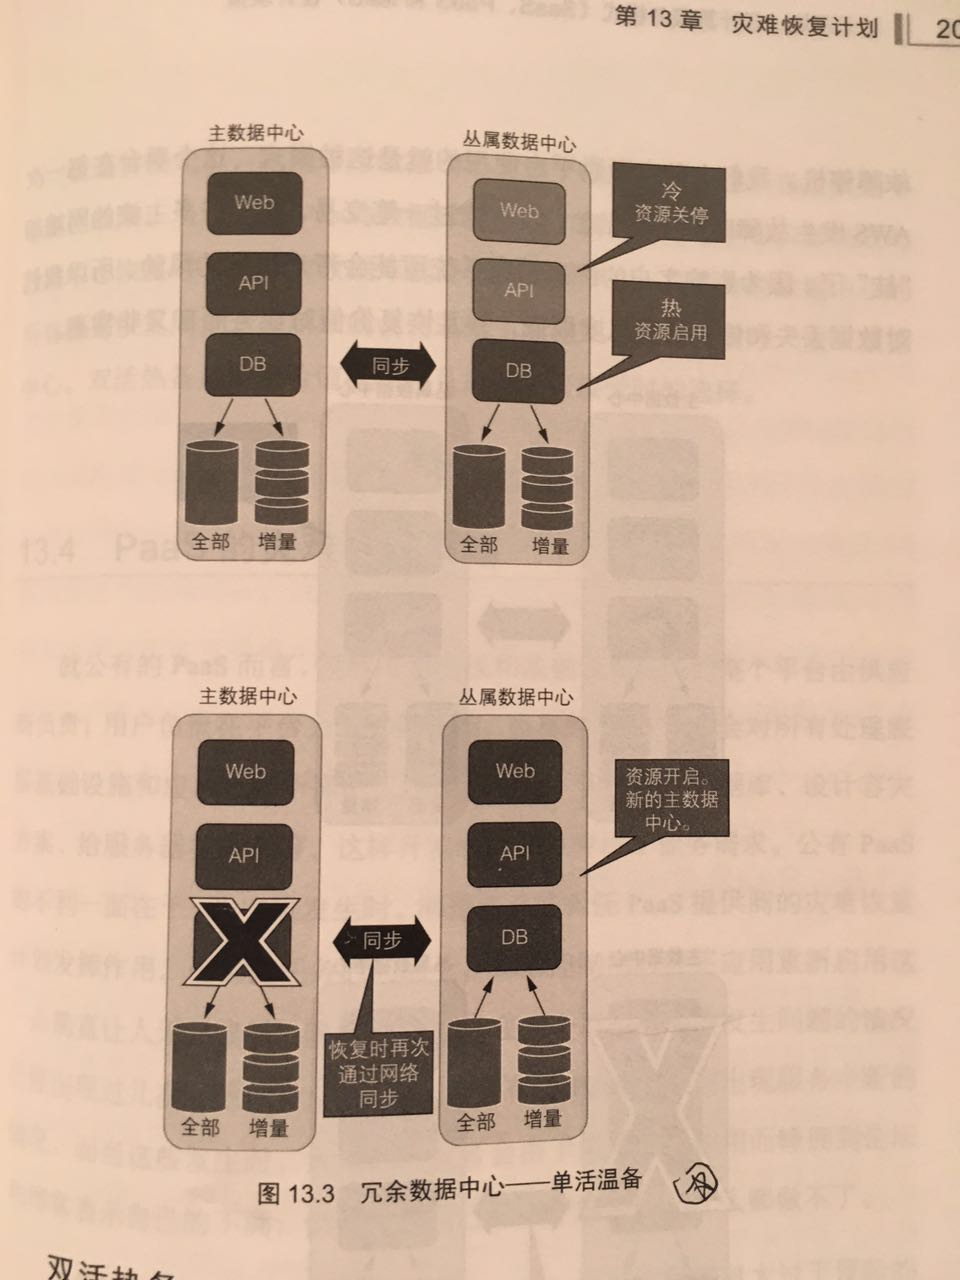 第 13 章 灾难恢复计划 20
主数据中心
丛属数据中心
Web
Web
冷
资源关停
API
API
热
资源启用
DB
同步
DB
全部
增量
全部
增量
主数据中心
丛属数据中心
Web
Web
资源开启。
新的主数据
中心。
API
API
X
同步
DB
恢复时再次
通过网络
同步
全部
增量
全部
增量
图 13.3 冗余数据中心——单活温备
双活热备